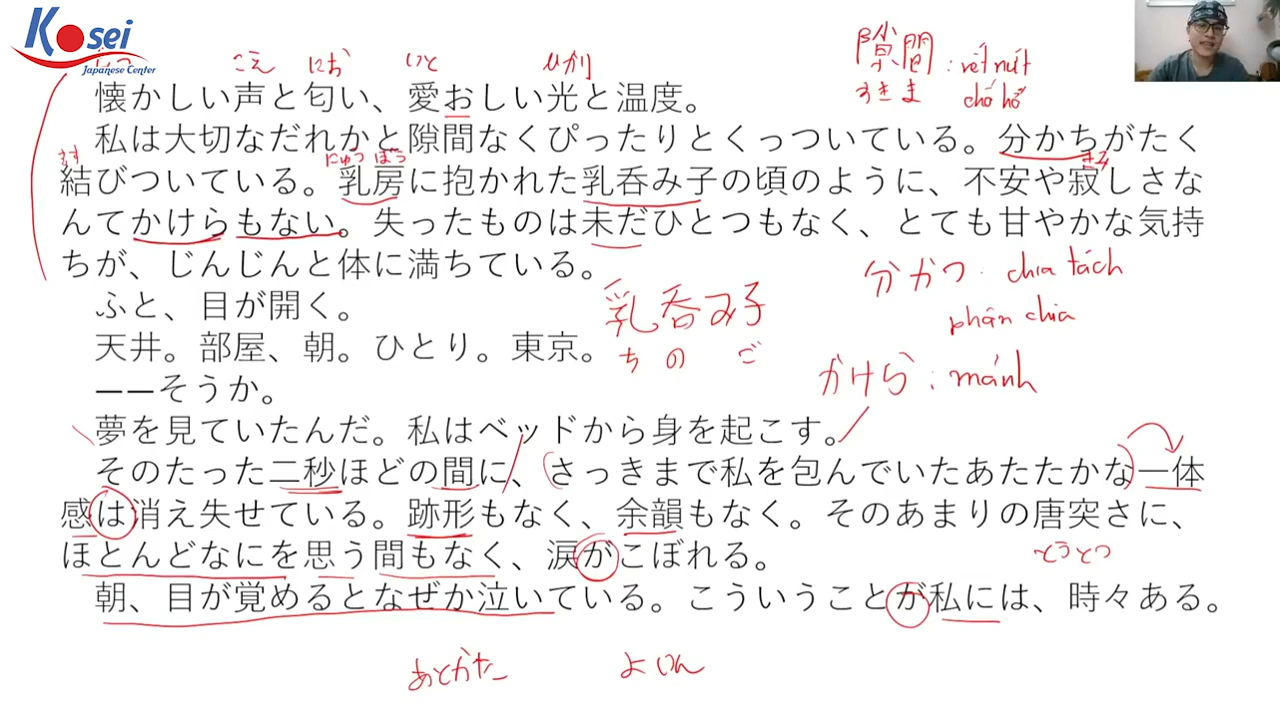 Kosei
Japanese Center
こえ にお いと ひかり
隙間 : vết nứt
すきま chỗ hở
懐かしい声と匂い、愛おしい光と温度。
私は大切なだれかと隙間なくぴったりとくっついている。分かちがたく
にゅうぼう
結びついている。乳房に抱かれた乳呑み子の頃のように、不安や寂しさな
んてかけらもない。失ったものは未だひとつもなく、とても甘やかな気持
ちが、じんじんと体に満ちている。
分かつ : chia tách
phân chia
ふと、目が開く。
乳呑み子
ちのご
天井。部屋、朝。ひとり。東京。
かけら : mảnh
——そうか。
夢を見ていたんだ。私はベッドから身を起こす。
そのたった二秒ほどの間に、さっきまで私を包んでいたあたたかな一体
感は消え失せている。跡形もなく、余韻もなく。そのあまりの唐突さに、
とうとつ
ほとんどなにを思う間もなく、涙がこぼれる。
朝、目が覚めるとなぜか泣いている。こういうことが私には、時々ある。
あとかた よいん